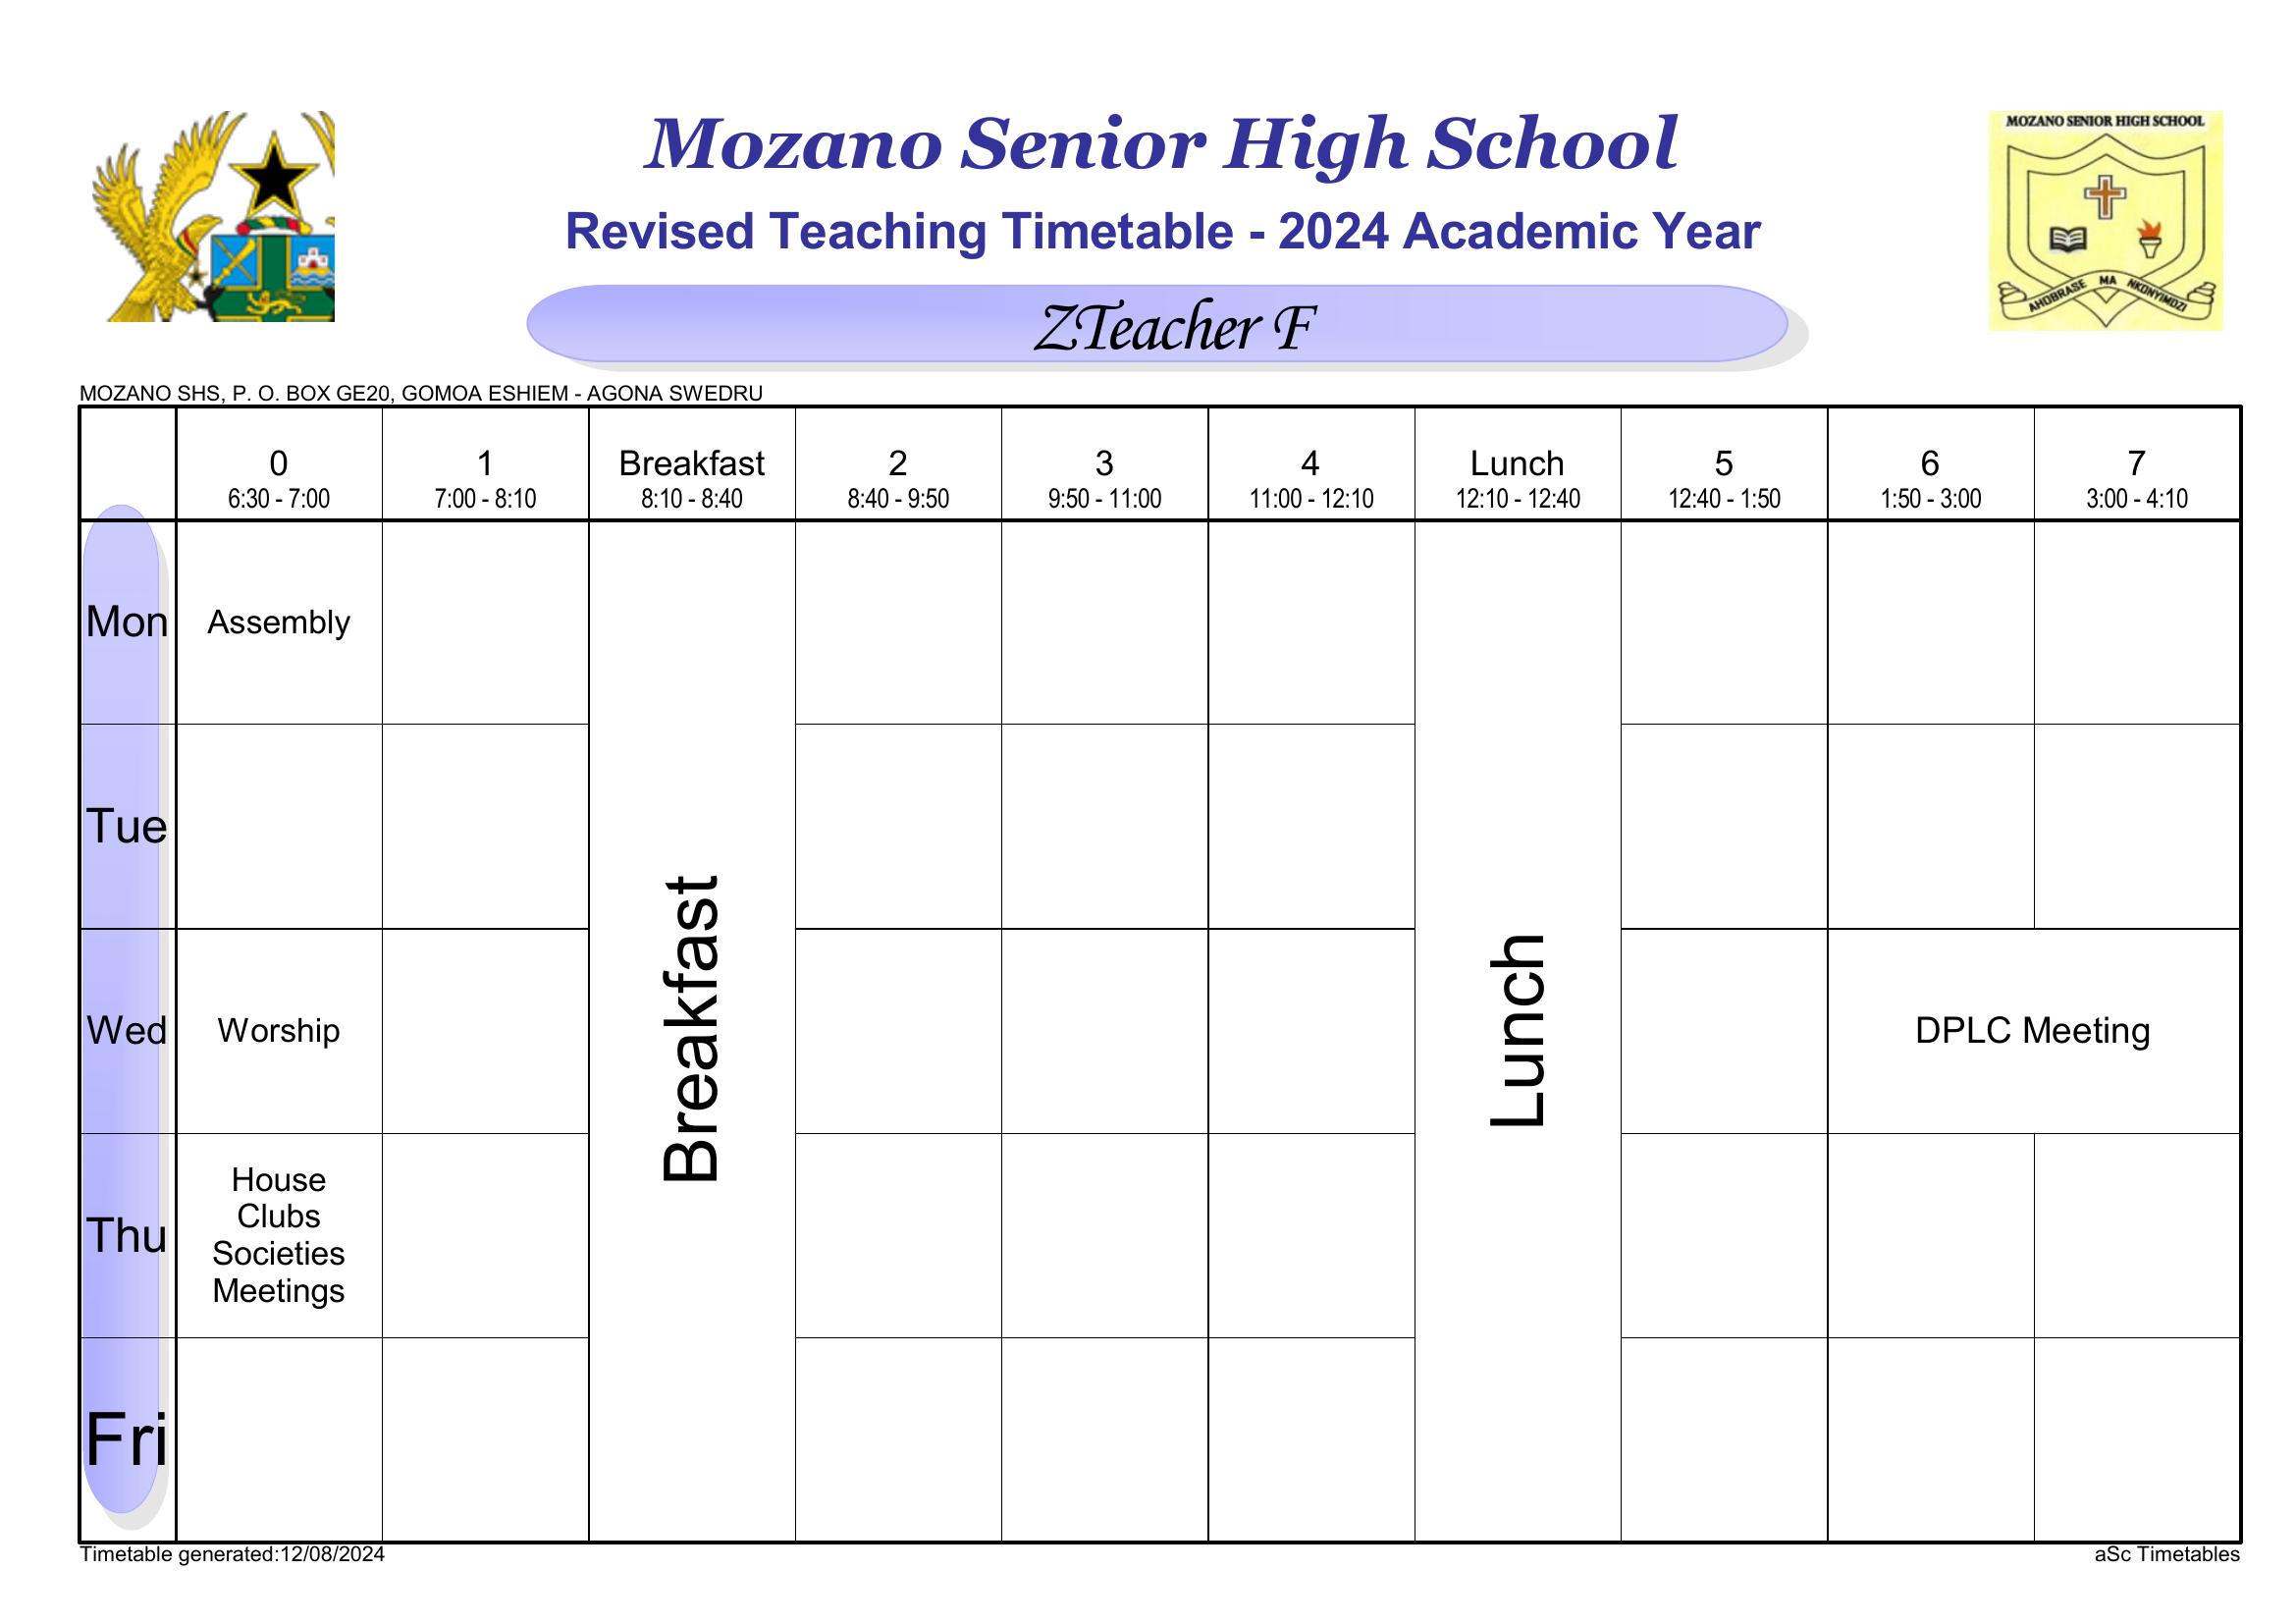 MOZANO SENIOR HIGH SCHOOL
AHOBRASE MA NKONYIMDZI
Mozano Senior High School
Revised Teaching Timetable - 2024 Academic Year
ZTeacher F
MOZANO SHS, P. O. BOX GE20, GOMOA ESHIEM - AGONA SWEDRU
0 1 Breakfast 2 3 4 Lunch 5 6 7
6:30 - 7:00 7:00 - 8:10 8:10 - 8:40 8:40 - 9:50 9:50 - 11:00 11:00 - 12:10 12:10 - 12:40 12:40 - 1:50 1:50 - 3:00 3:00 - 4:10
Mon Assembly
Tue
Wed Worship
DPLC Meeting
Breakfast
Lunch
Thu
House
Clubs
Societies
Meetings
Fri
Timetable generated:12/08/2024
aSc Timetables